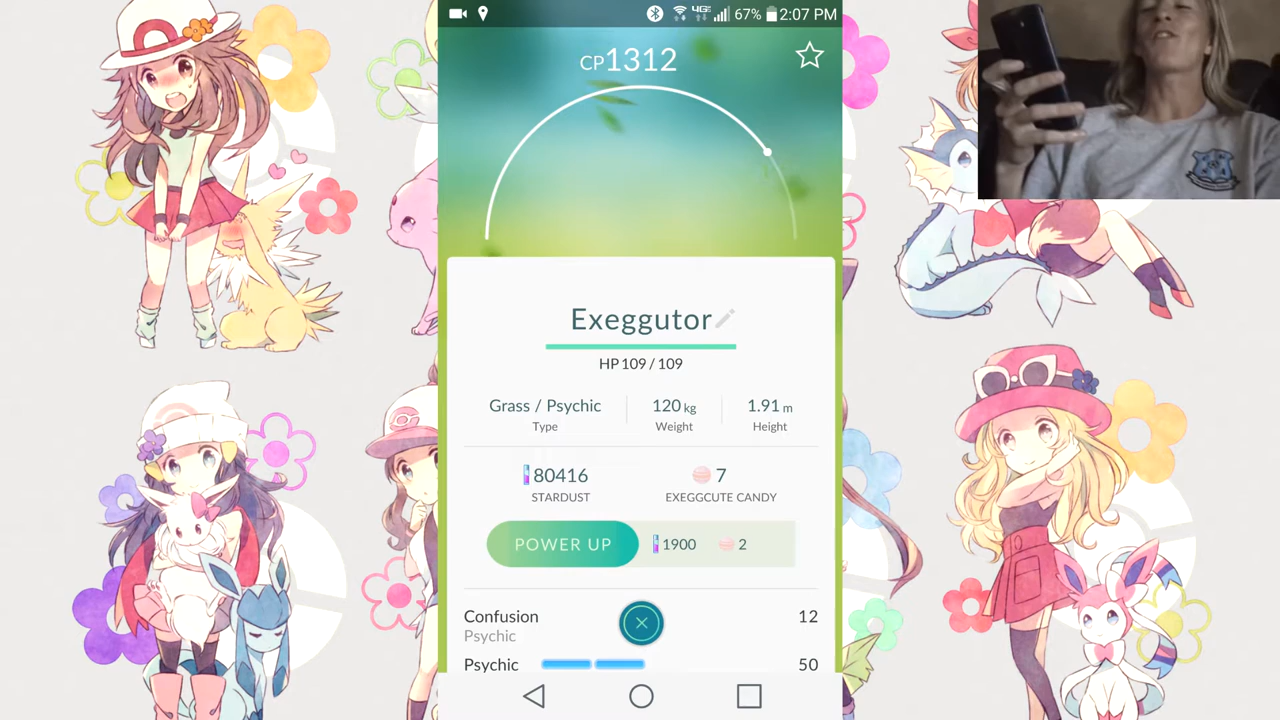 4GE 67% 2:07 PM
CP1312
Exeggutor
HP 109 / 109
Grass / Psychic 120 kg 1.91 m
Type Weight Height
80416 7
STARDUST EXEGGCUTE CANDY
POWER UP 1900 2
Confusion 12
Psychic
Psychic 50